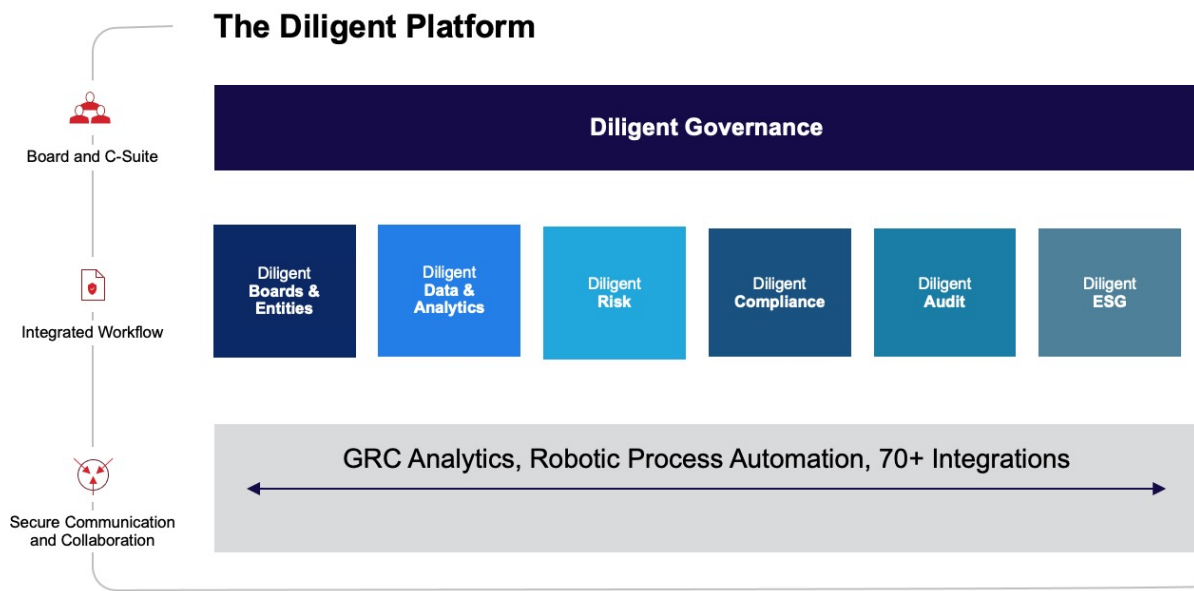 The Diligent Platform
Board and C-Suite
Diligent Governance
Integrated Workflow
Diligent
Boards &
Entities
Diligent
Data &
Analytics
Diligent
Risk
Diligent
Compliance
Diligent
Audit
Diligent
ESG
Secure Communication
and Collaboration
GRC Analytics, Robotic Process Automation, 70+ Integrations